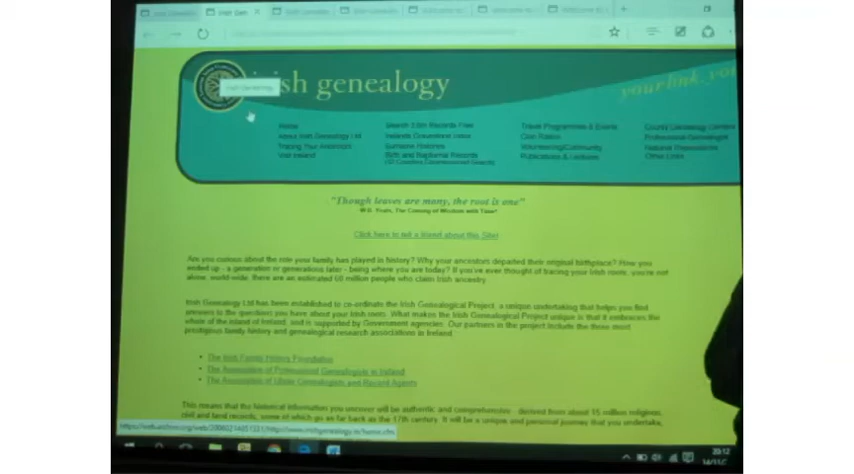 Irish Gen
irish genealogy
your link, you
Home
About Irish Genealogy Ltd
Tracing Your Ancestors
Visit Ireland
Ireland's Genealogical
Surname Histories
Birth and Baptismal Records
Travel Programmes & Events
Civic Rallies
Volunteering/Community
Publications & Lectures
County Genealogy Centres
Professional Genealogist
National Repositories
Other Links
"Though leaves are many, the root is one"
W.B. Yeats, The Coming of Wisdom with Time
Click here to tell a friend about this Site!
Are you curious about the role your family has played in history? Why your ancestors departed their original birthplace? How you
ended up - a generation or generations later - being where you are today? If you've ever thought of tracing your Irish roots, you're not
alone: world-wide, there are an estimated 60 million people who claim Irish ancestry.
Irish Genealogy Ltd has been established to co-ordinate the Irish Genealogical Project, a unique undertaking that helps you find
answers to the questions you have about your Irish roots. What makes the Irish Genealogical Project unique is that it embraces the
whole of the island of Ireland, and is supported by Government agencies. Our partners in the project include the three most
prestigious family history and genealogical research associations in Ireland.
The Irish Family History Foundation
The Association of Professional Genealogists in Ireland
The Association of Ulster Genealogists and Record Agents
This means that the historical information you uncover will be authentic and comprehensive - derived from about 15 million religious,
civil and land records, some of which go as far back as the 17th century. It will be a unique and personal journey that you undertake,
20:12